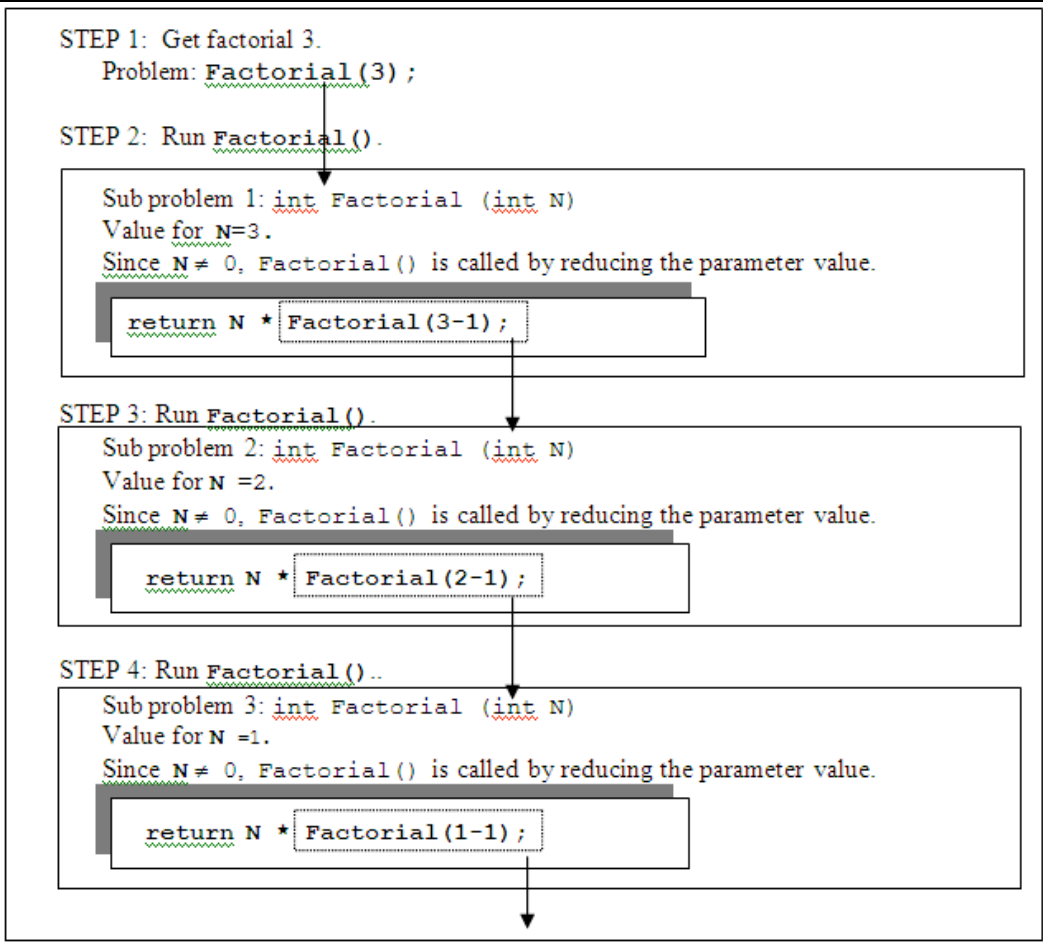 STEP 1: Get factorial 3.
Problem: Factorial(3);
STEP 2: Run Factorial().
Sub problem 1: int Factorial (int N)
Value for N=3.
Since N ≠ 0, Factorial() is called by reducing the parameter value.
return N * Factorial(3-1);
STEP 3: Run Factorial().
Sub problem 2: int Factorial (int N)
Value for N =2.
Since N ≠ 0, Factorial() is called by reducing the parameter value.
return N * Factorial(2-1);
STEP 4: Run Factorial()..
Sub problem 3: int Factorial (int N)
Value for N =1.
Since N ≠ 0, Factorial() is called by reducing the parameter value.
return N * Factorial(1-1);